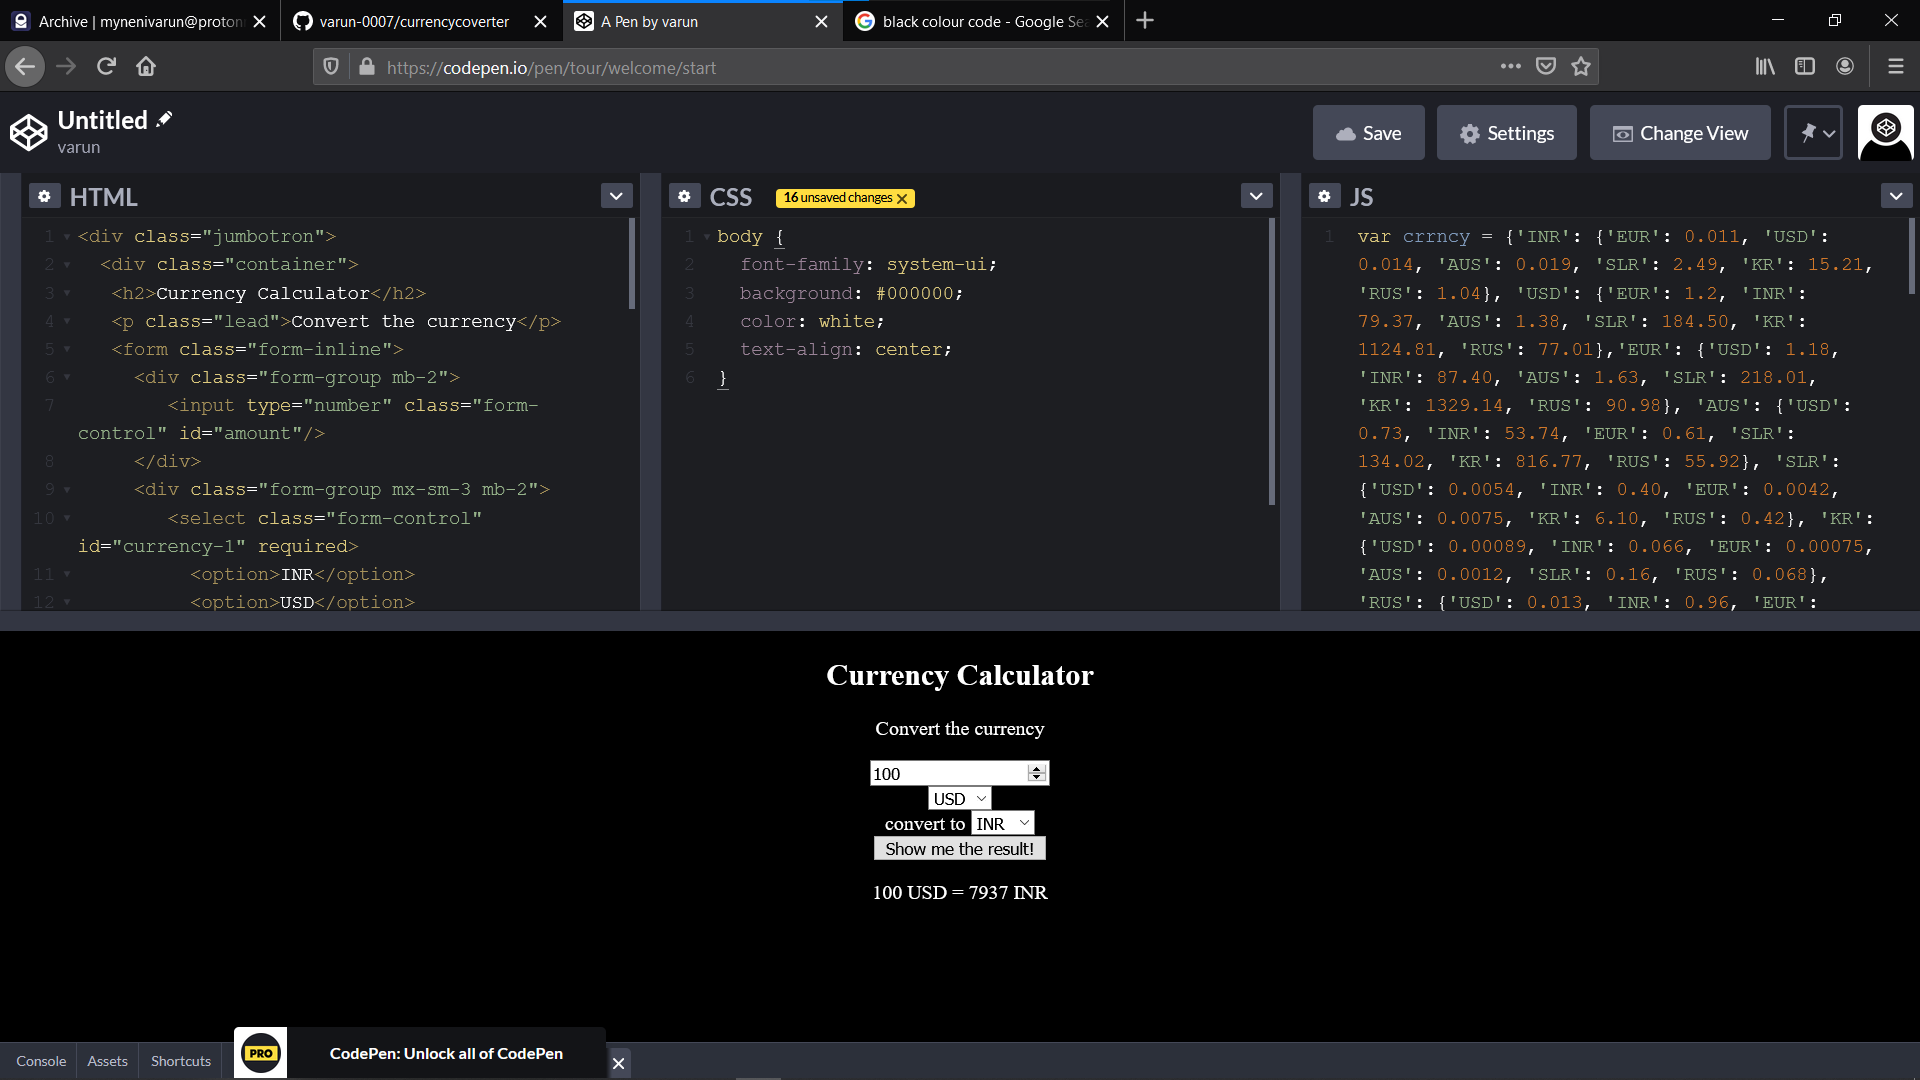 Archive | mynenivarun@proton
varun-0007/currencycoverter
A Pen by varun
black colour code - Google Sea
https://codepen.io/pen/tour/welcome/start
Untitled
varun
Save
Settings
Change View
HTML
1 <div class="jumbotron">
2 <div class="container">
3 <h2>Currency Calculator</h2>
4 <p class="lead">Convert the currency</p>
5 <form class="form-inline">
6 <div class="form-group mb-2">
7 <input type="number" class="form-
control" id="amount"/>
8 </div>
9 <div class="form-group mx-sm-3 mb-2">
10 <select class="form-control"
id="currency-1" required>
11 <option>INR</option>
12 <option>USD</option>
CSS
16 unsaved changes
1 body {
2 font-family: system-ui;
3 background: #000000;
4 color: white;
5 text-align: center;
6 }
JS
1 var crrncy = {'INR': {'EUR': 0.011, 'USD':
0.014, 'AUS': 0.019, 'SLR': 2.49, 'KR': 15.21,
'RUS': 1.04}, 'USD': {'EUR': 1.2, 'INR':
79.37, 'AUS': 1.38, 'SLR': 184.50, 'KR':
1124.81, 'RUS': 77.01},'EUR': {'USD': 1.18,
'INR': 87.40, 'AUS': 1.63, 'SLR': 218.01,
'KR': 1329.14, 'RUS': 90.98}, 'AUS': {'USD':
0.73, 'INR': 53.74, 'EUR': 0.61, 'SLR':
134.02, 'KR': 816.77, 'RUS': 55.92}, 'SLR':
{'USD': 0.0054, 'INR': 0.40, 'EUR': 0.0042,
'AUS': 0.0075, 'KR': 6.10, 'RUS': 0.42}, 'KR':
{'USD': 0.00089, 'INR': 0.066, 'EUR': 0.00075,
'AUS': 0.0012, 'SLR': 0.16, 'RUS': 0.068},
'RUS': {'USD': 0.013, 'INR': 0.96, 'EUR':
Currency Calculator
Convert the currency
100
USD
convert to INR
Show me the result!
100 USD = 7937 INR
Console
Assets
Shortcuts
PRO
CodePen: Unlock all of CodePen